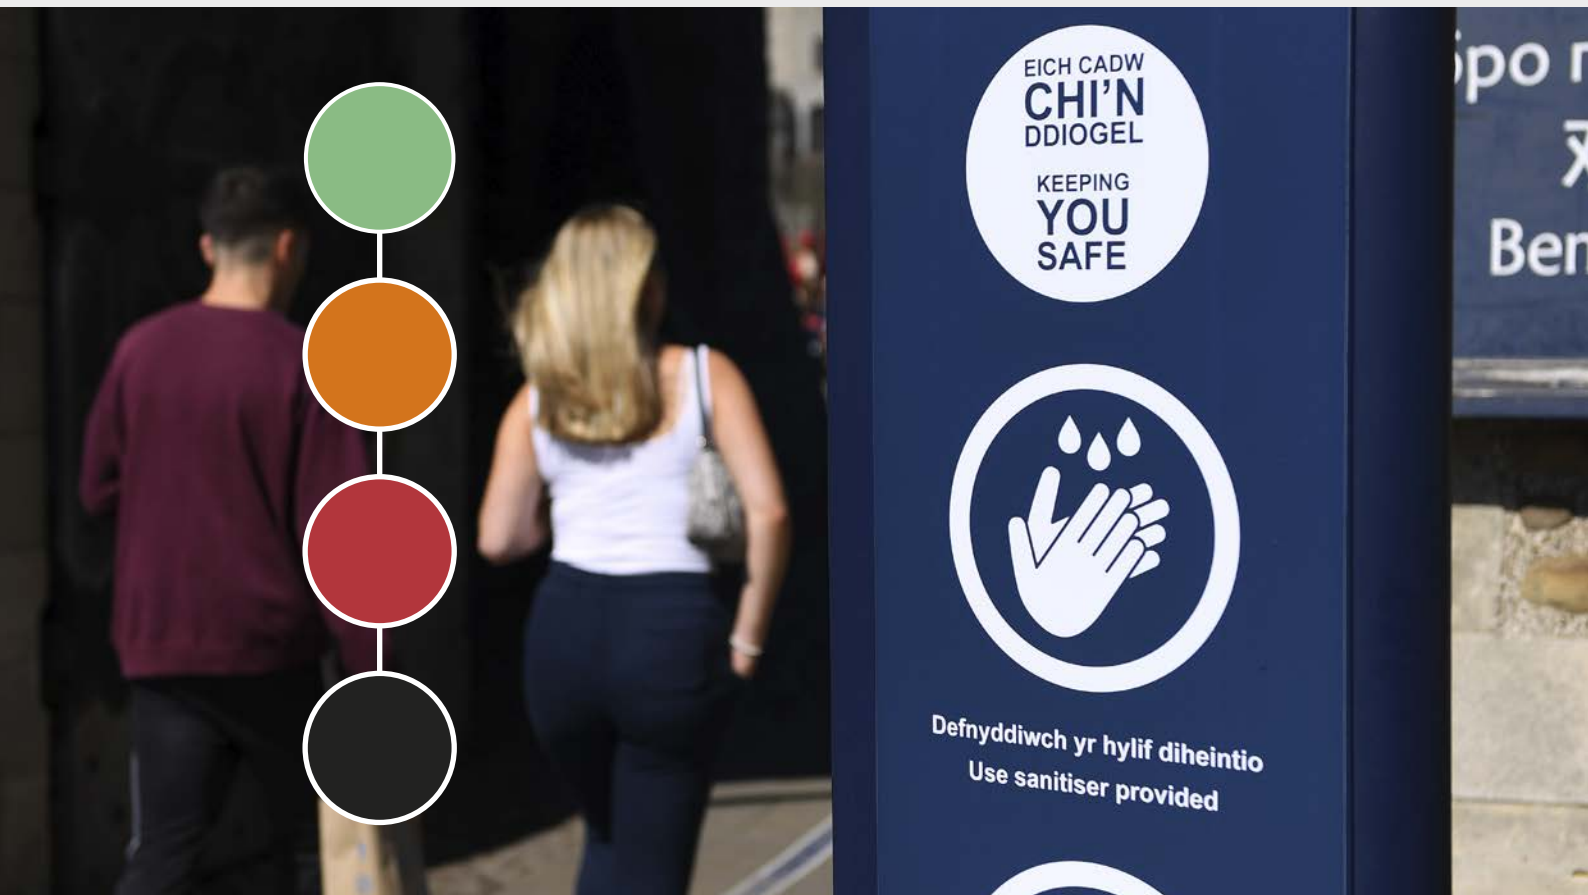 EICH CADW
CHI'N
DDIOGEL
KEEPING
YOU
SAFE
Defnyddiwch yr hylif diheintio
Use sanitiser provided